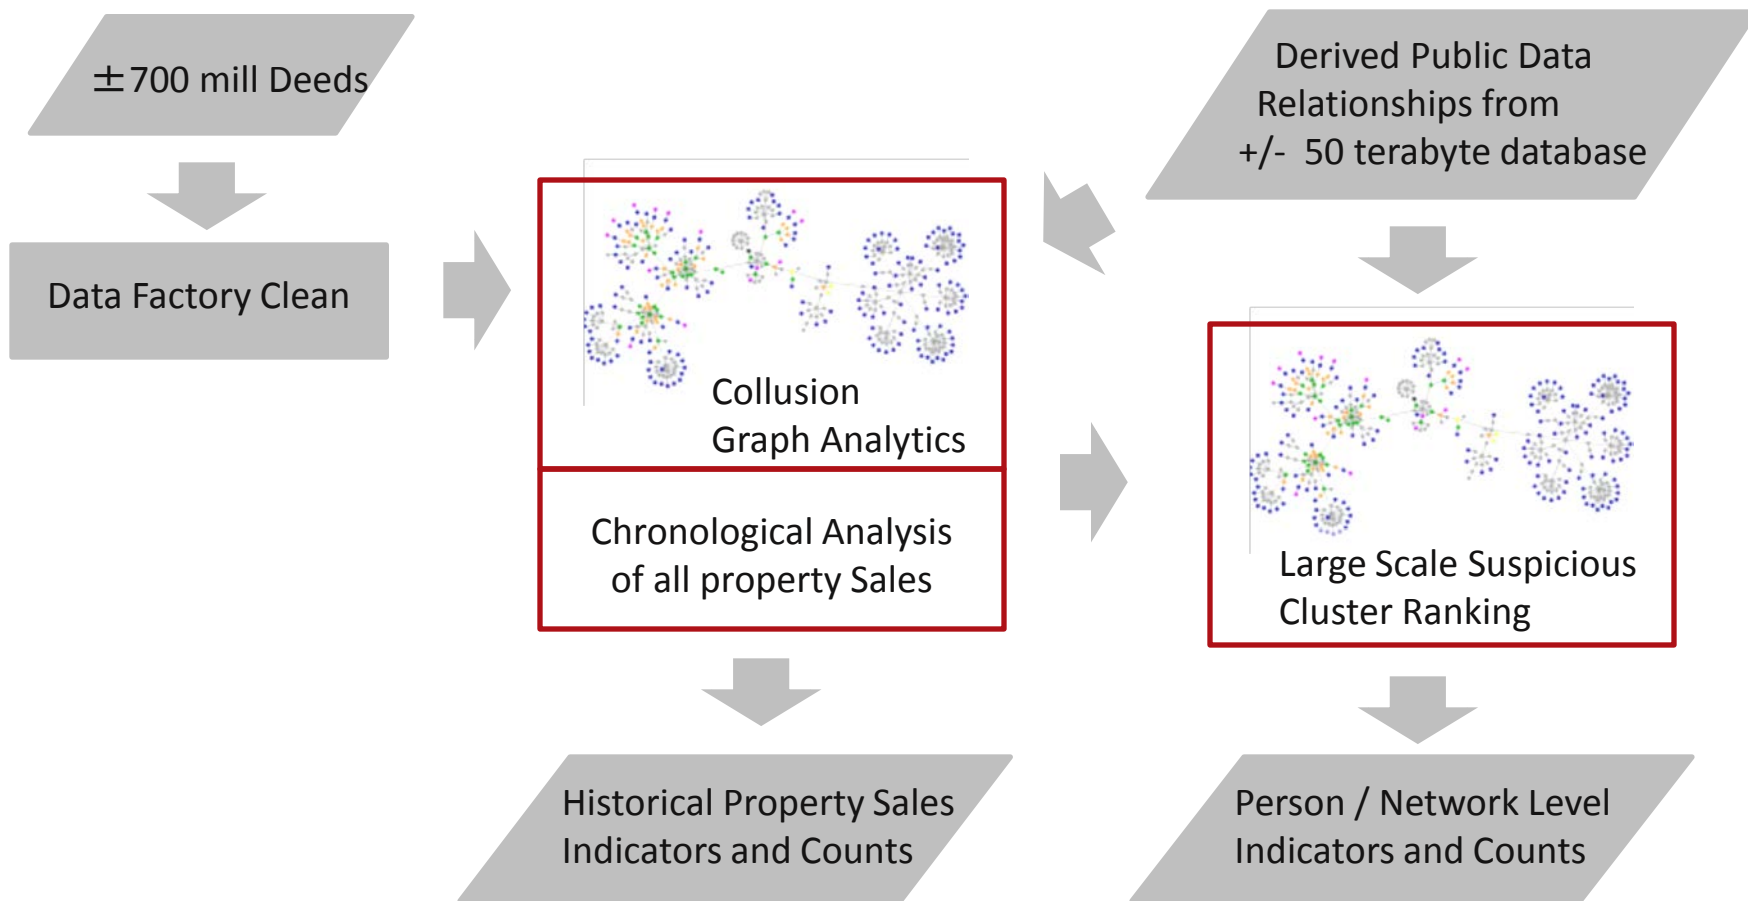 ±700 mill Deeds
Derived Public Data
Relationships from
+/- 50 terabyte database
Data Factory Clean
Collusion
Graph Analytics
Chronological Analysis
of all property Sales
Large Scale Suspicious
Cluster Ranking
Historical Property Sales
Indicators and Counts
Person / Network Level
Indicators and Counts